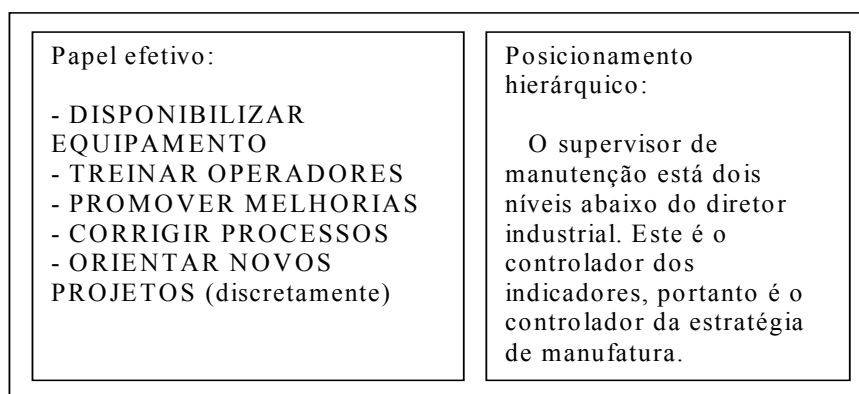 Papel efetivo:
- DISPONIBILIZAR
EQUIPAMENTO
- TREINAR OPERADORES
- PROMOVER MELHORIAS
- CORRIGIR PROCESSOS
- ORIENTAR NOVOS
PROJETOS (discretamente)
Posicionamento
hierárquico:
O supervisor de
manutenção está dois
níveis abaixo do diretor
industrial. Este é o
controlador dos
indicadores, portanto é o
controlador da estratégia
de manufatura.